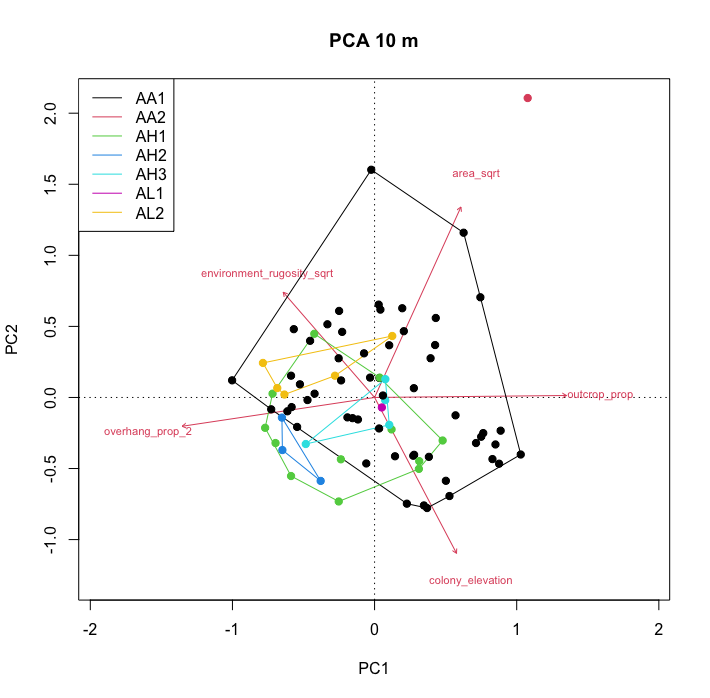 PCA 10 m
AA1
AA2
AH1
AH2
AH3
AL1
AL2
area_sqrt
environment_rugosity_sqrt
outcrop_prop
overhang_prop_2
colony_elevation
PC2
2.0
1.5
1.0
0.5
0.0
-0.5
-1.0
-2
-1
0
1
2
PC1